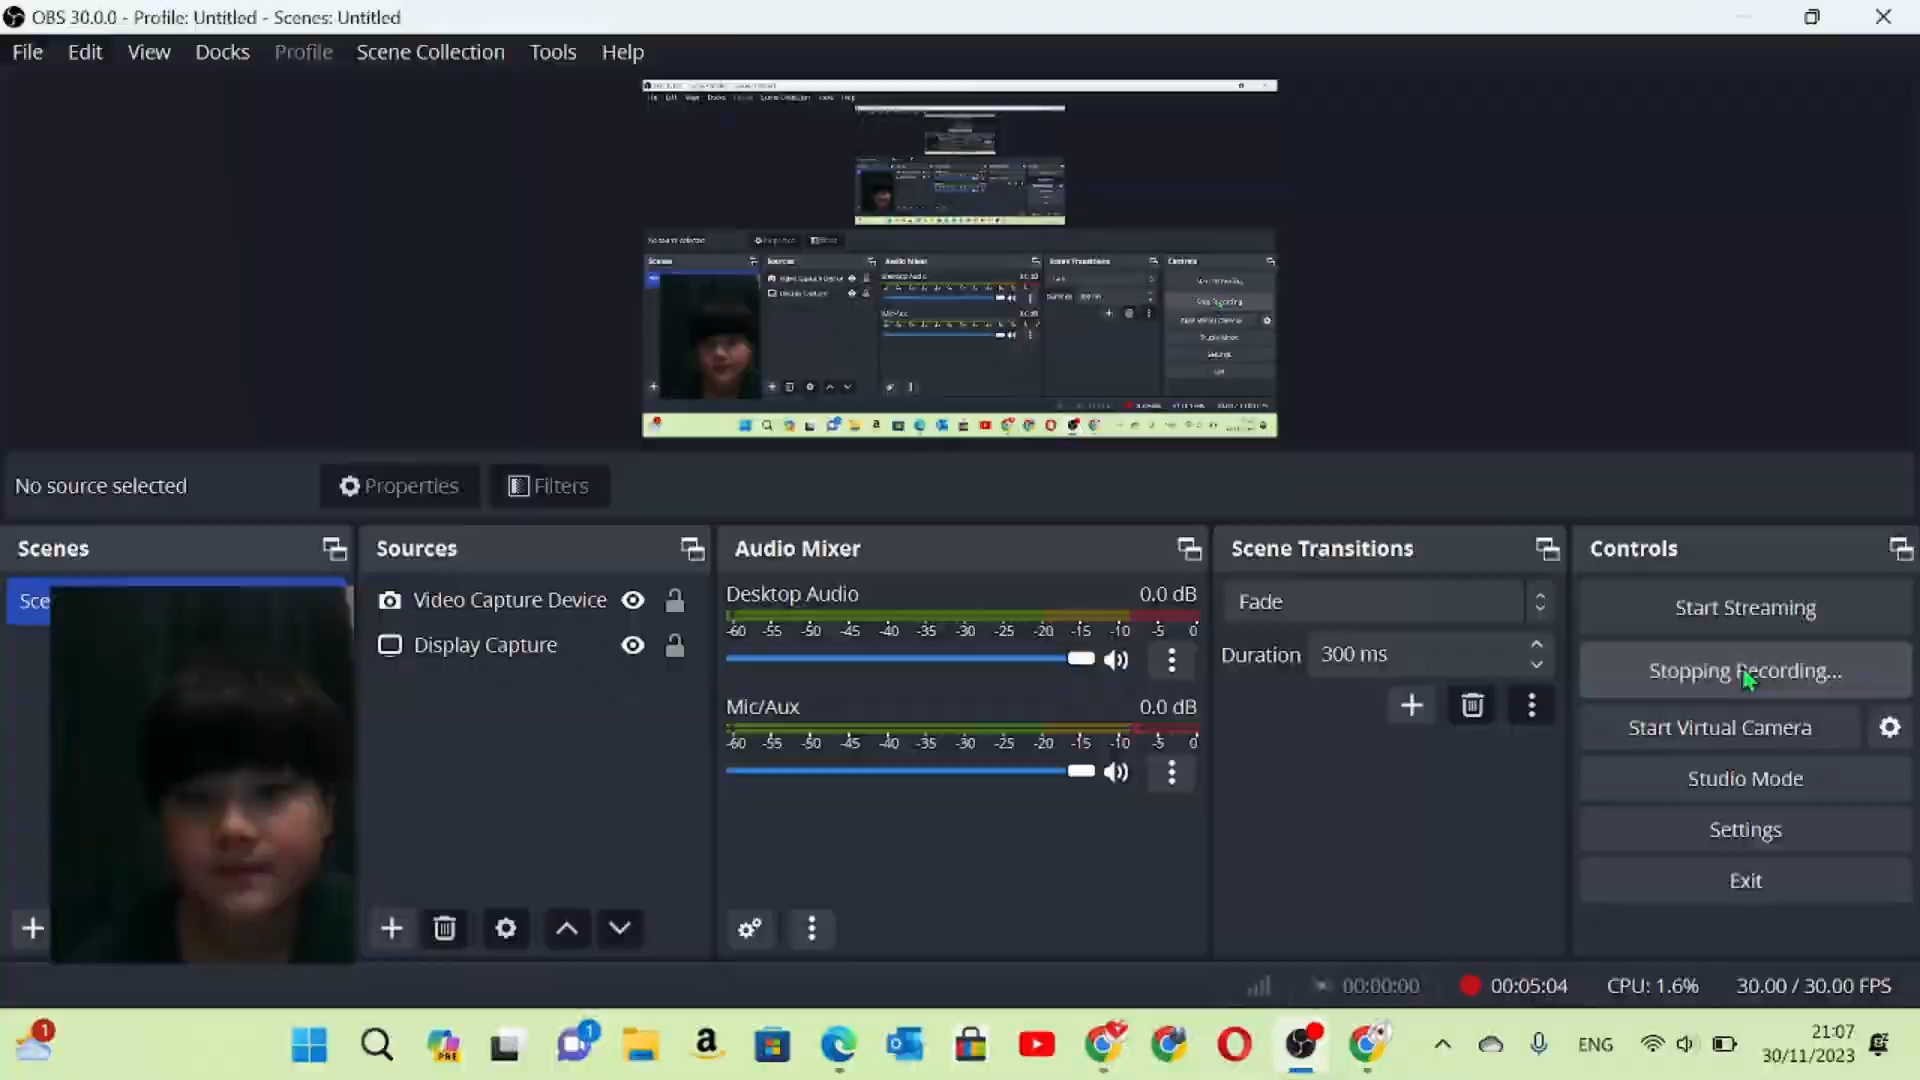 OBS 30.0.0 - Profile: Untitled - Scenes: Untitled
File Edit View Docks Profile Scene Collection Tools Help
No source selected Properties Filters
Scenes Sources Audio Mixer Scene Transitions Controls
Sce
Video Capture Device
Display Capture
Desktop Audio 0.0 dB
-60 -55 -50 -45 -40 -35 -30 -25 -20 -15 -10 -5 0
Mic/Aux 0.0 dB
-60 -55 -50 -45 -40 -35 -30 -25 -20 -15 -10 -5 0
Fade
Duration 300 ms
Start Streaming
Stopping Recording...
Start Virtual Camera
Studio Mode
Settings
Exit
00:00:00 00:05:04 CPU: 1.6% 30.00 / 30.00 FPS
1 PRE 1 a ENG 21:07
30/11/2023